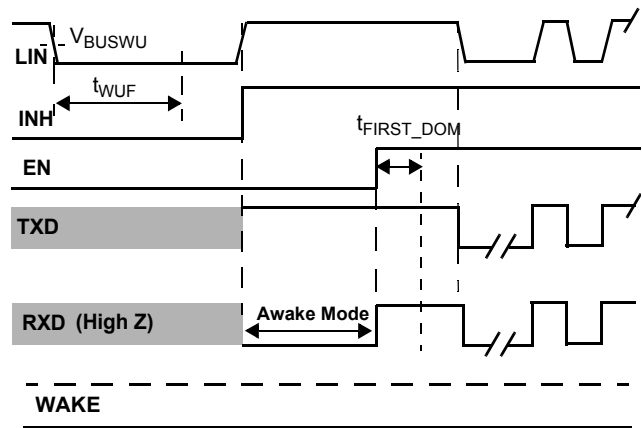 VBUSWU
LIN
tWUF
INH
tFIRST_DOM
EN
TXD
RXD (High Z)
Awake Mode
WAKE